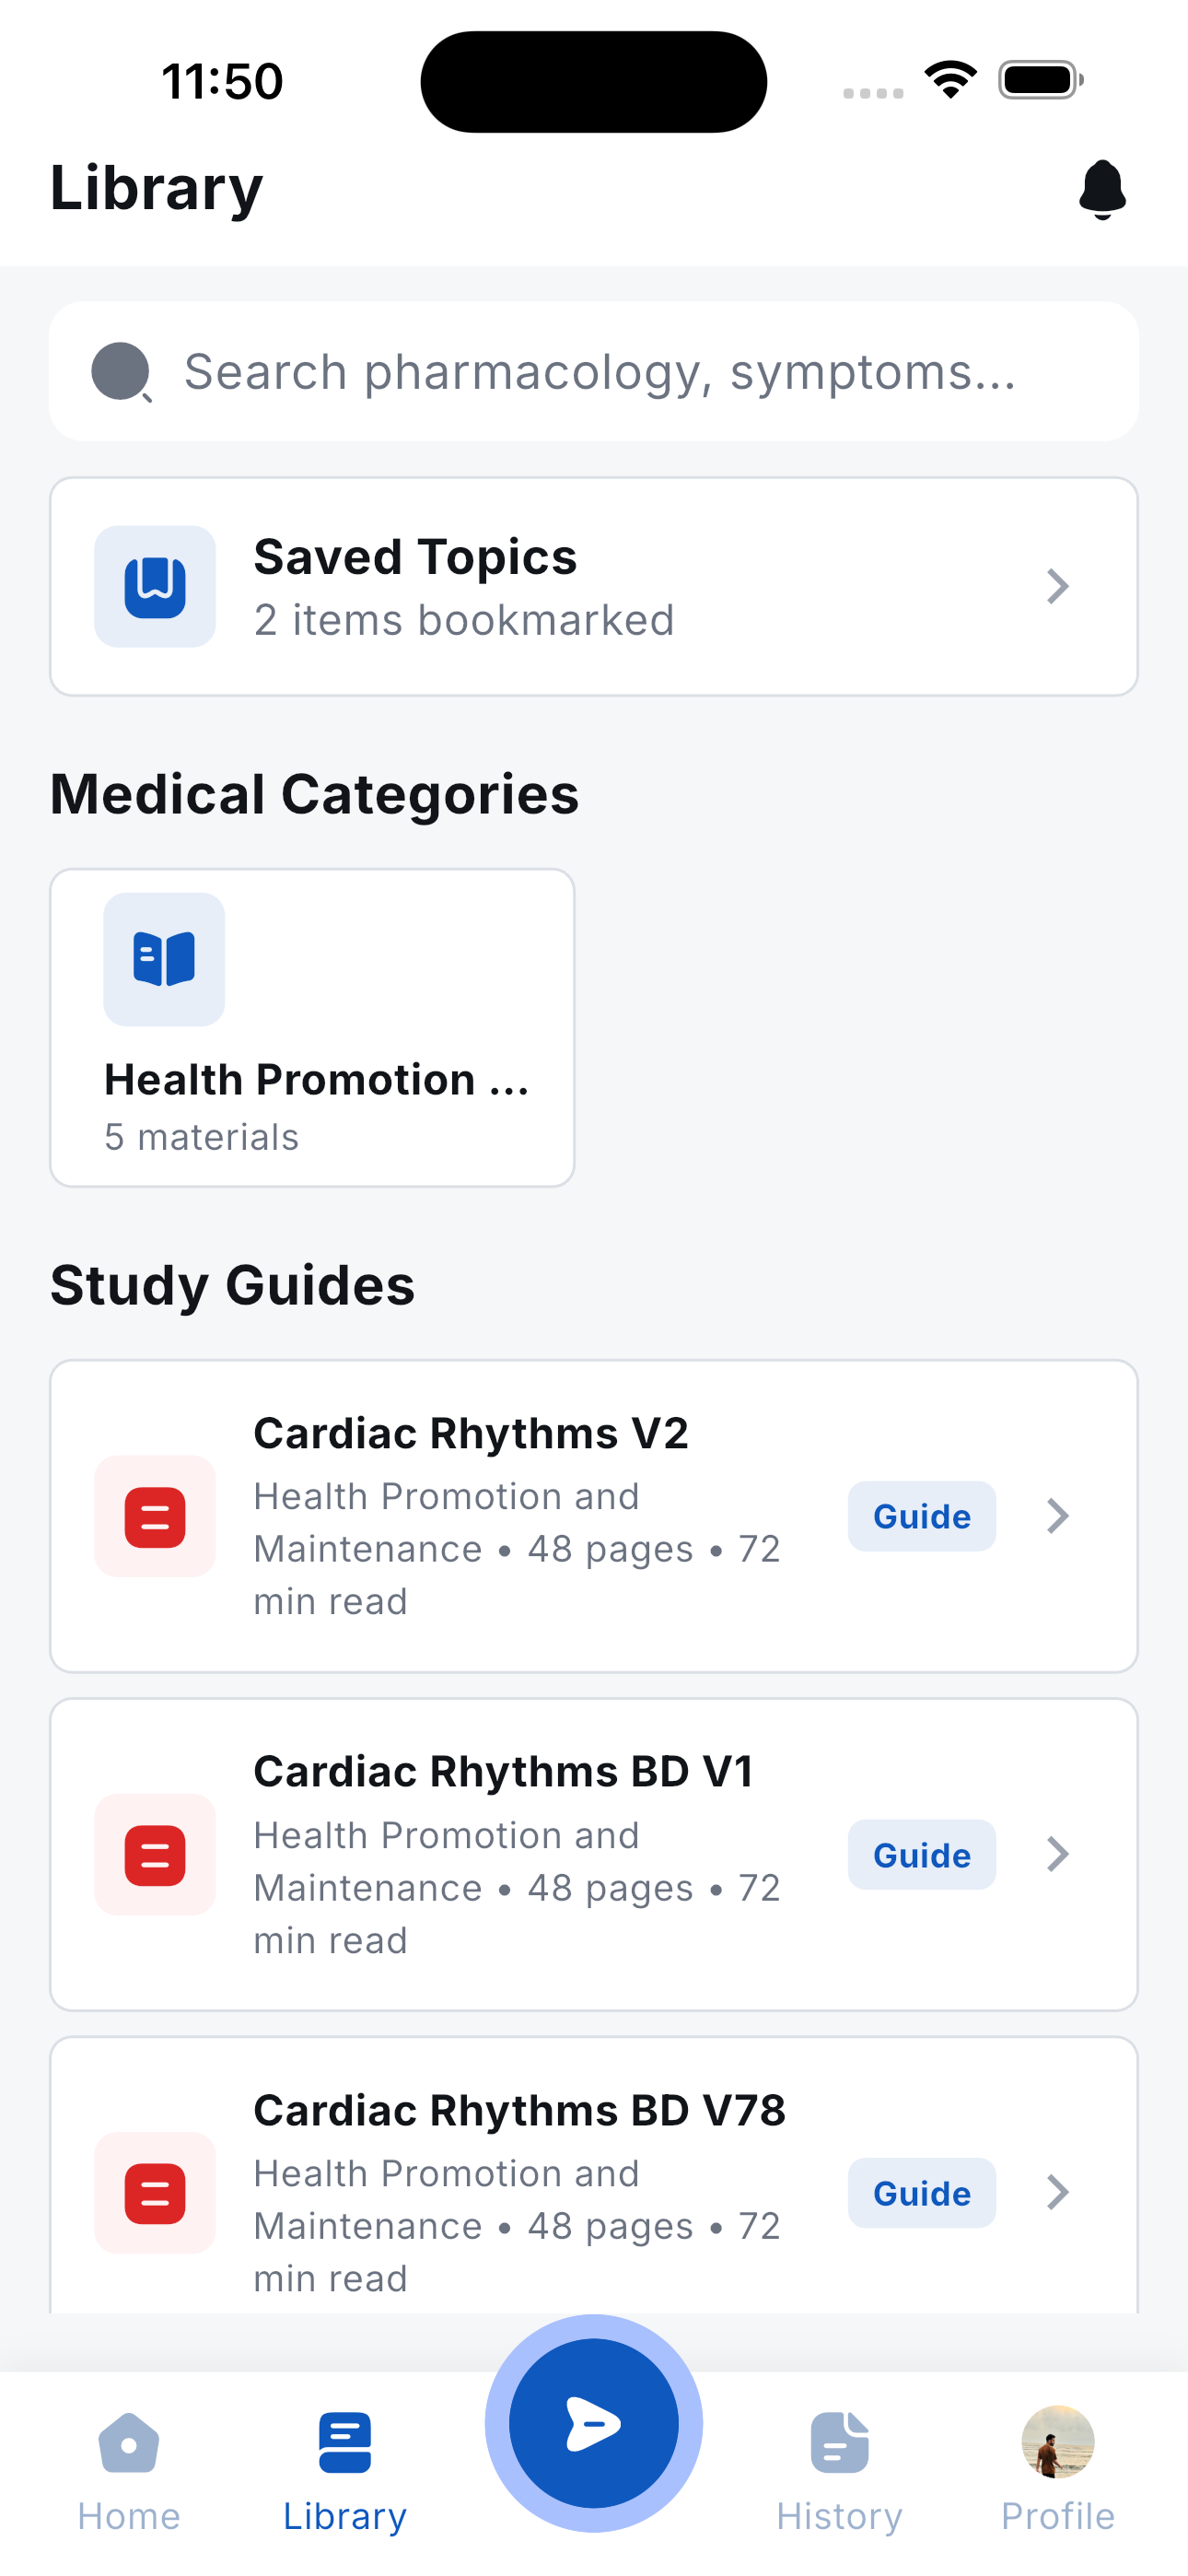 11:50
Library
Search pharmacology, symptoms...
Saved Topics
2 items bookmarked
Medical Categories
Health Promotion ...
5 materials
Study Guides
Cardiac Rhythms V2
Health Promotion and
Maintenance • 48 pages • 72
min read
Guide
Cardiac Rhythms BD V1
Health Promotion and
Maintenance • 48 pages • 72
min read
Guide
Cardiac Rhythms BD V78
Health Promotion and
Maintenance • 48 pages • 72
min read
Guide
Home
Library
History
Profile